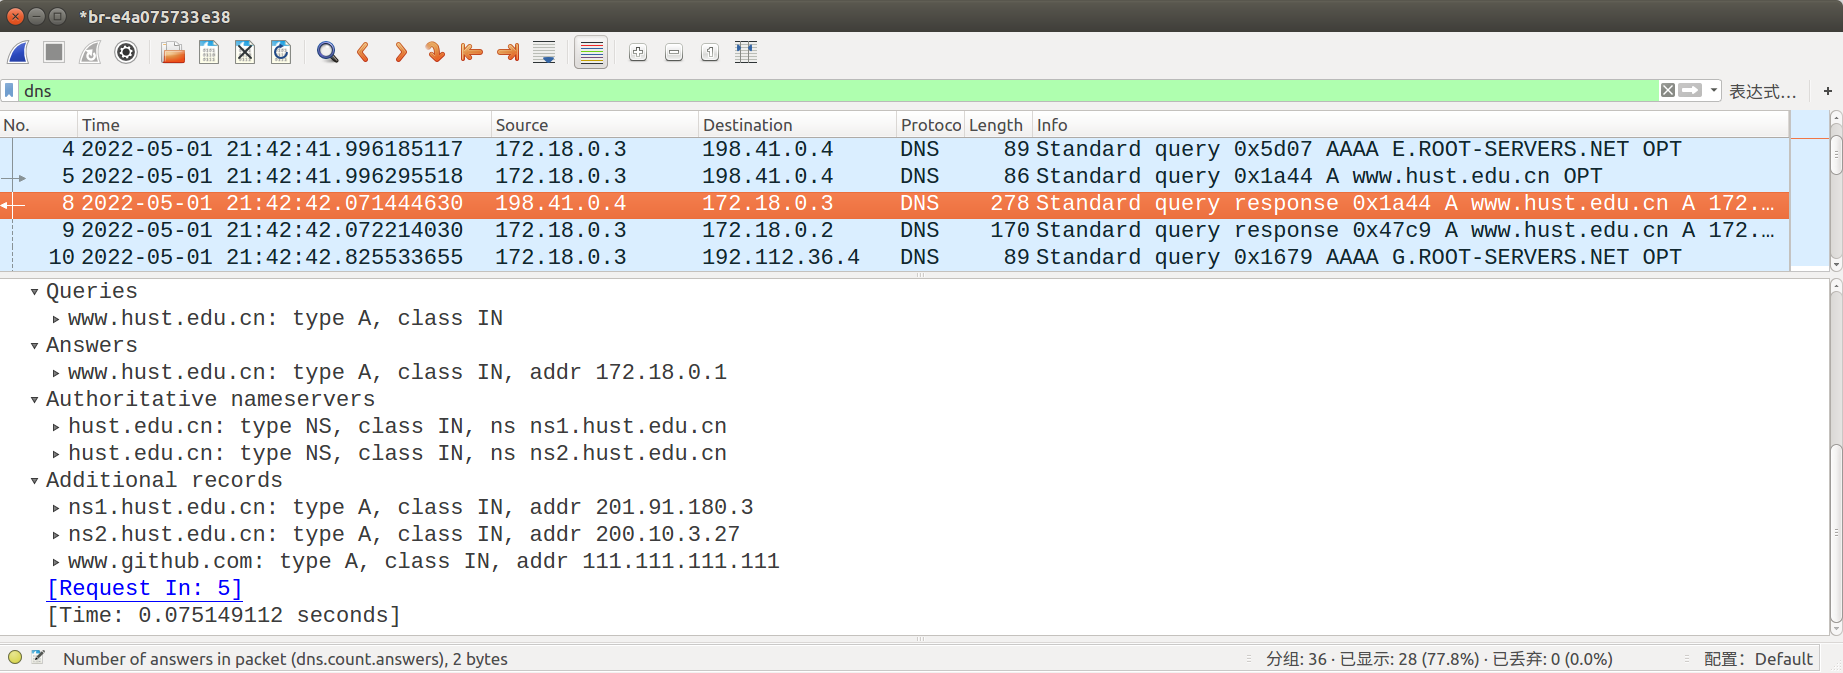 *br-e4a075733e38
dns
表达式…
+
No. Time Source Destination Protoco Length Info
4 2022-05-01 21:42:41.996185117 172.18.0.3 198.41.0.4 DNS 89 Standard query 0x5d07 AAAA E.ROOT-SERVERS.NET OPT
5 2022-05-01 21:42:41.996295518 172.18.0.3 198.41.0.4 DNS 86 Standard query 0x1a44 A www.hust.edu.cn OPT
8 2022-05-01 21:42:42.071444630 198.41.0.4 172.18.0.3 DNS 278 Standard query response 0x1a44 A www.hust.edu.cn A 172.…
9 2022-05-01 21:42:42.072214030 172.18.0.3 172.18.0.2 DNS 170 Standard query response 0x47c9 A www.hust.edu.cn A 172.…
10 2022-05-01 21:42:42.825533655 172.18.0.3 192.112.36.4 DNS 89 Standard query 0x1679 AAAA G.ROOT-SERVERS.NET OPT
Queries
www.hust.edu.cn: type A, class IN
Answers
www.hust.edu.cn: type A, class IN, addr 172.18.0.1
Authoritative nameservers
hust.edu.cn: type NS, class IN, ns ns1.hust.edu.cn
hust.edu.cn: type NS, class IN, ns ns2.hust.edu.cn
Additional records
ns1.hust.edu.cn: type A, class IN, addr 201.91.180.3
ns2.hust.edu.cn: type A, class IN, addr 200.10.3.27
www.github.com: type A, class IN, addr 111.111.111.111
[Request In: 5]
[Time: 0.075149112 seconds]
Number of answers in packet (dns.count.answers), 2 bytes
分组: 36 · 已显示: 28 (77.8%) · 已丢弃: 0 (0.0%)
配置: Default